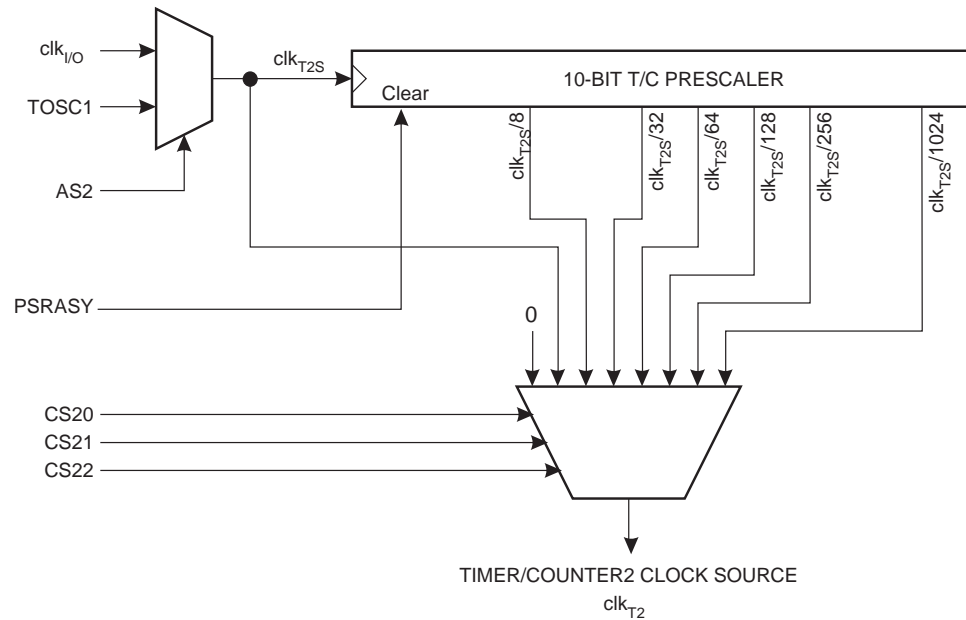 clkI/O
clkT2S
10-BIT T/C PRESCALER
TOSC1
Clear
clkT2S/8
clkT2S/32
clkT2S/64
clkT2S/128
clkT2S/256
clkT2S/1024
AS2
PSRASY
0
CS20
CS21
CS22
TIMER/COUNTER2 CLOCK SOURCE
clkT2